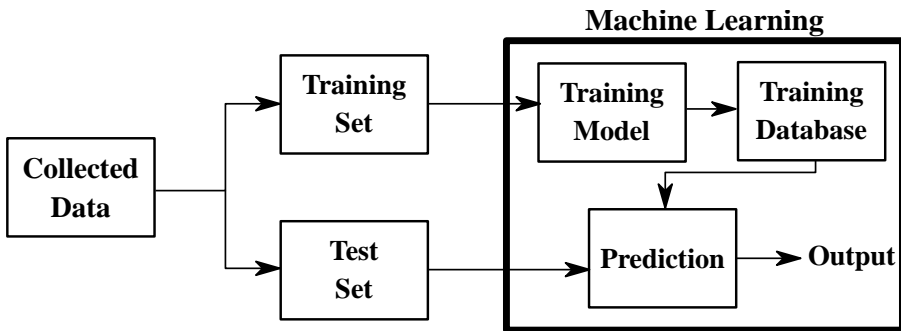 Machine Learning
Training
Set
Training
Model
Training
Database
Collected
Data
Test
Set
Prediction
Output